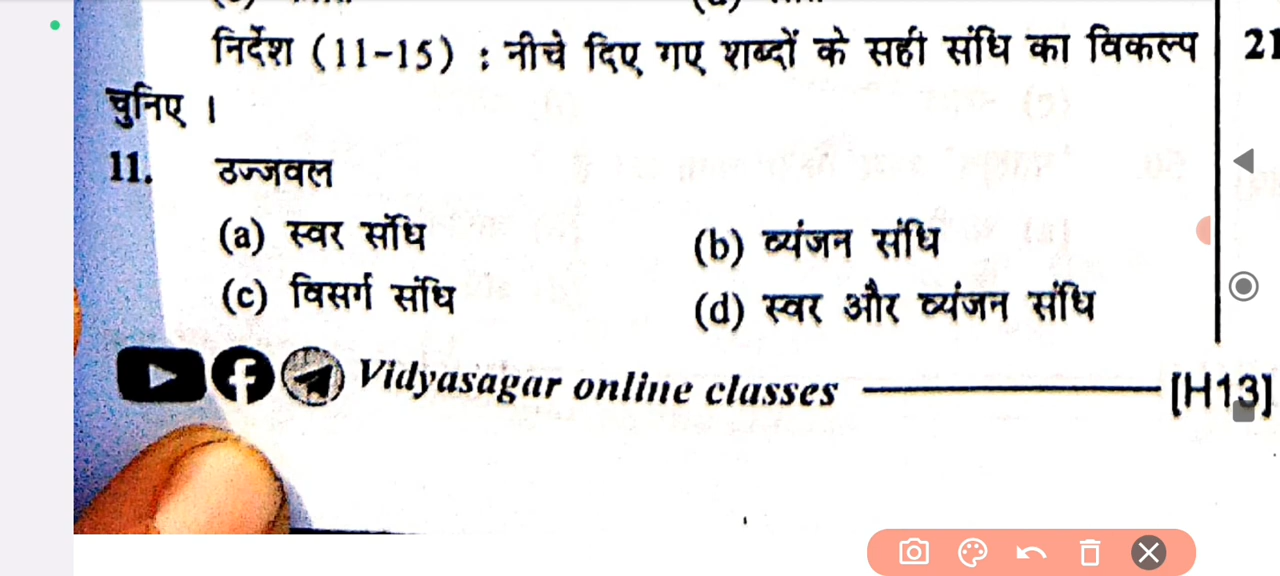 निर्देश (11-15) : नीचे दिए गए शब्दों के सही संधि का विकल्प
21
चुनिए ।
11. उज्जवल
(a) स्वर संधि (b) व्यंजन संधि
(c) विसर्ग संधि (d) स्वर और व्यंजन संधि
Vidyasagar online classes [H13]